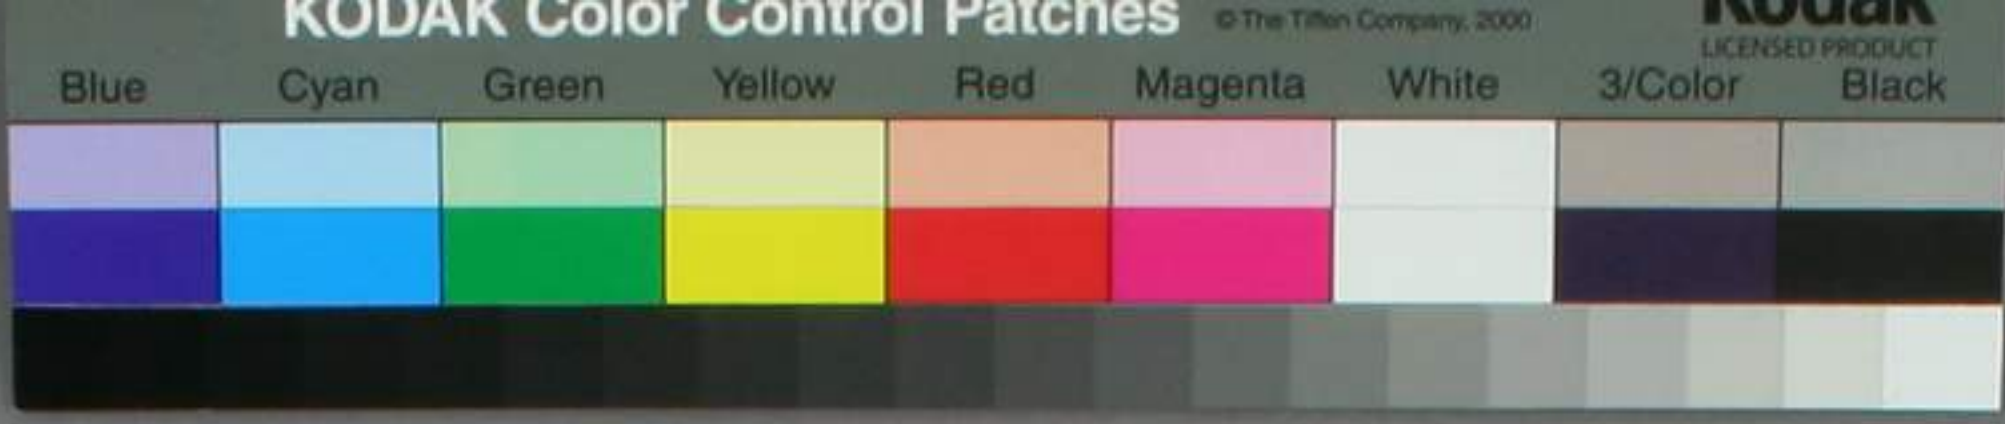 KODAK Color Control Patches © The Tiffen Company, 2000 Kodak
LICENSED PRODUCT
Blue Cyan Green Yellow Red Magenta White 3/Color Black